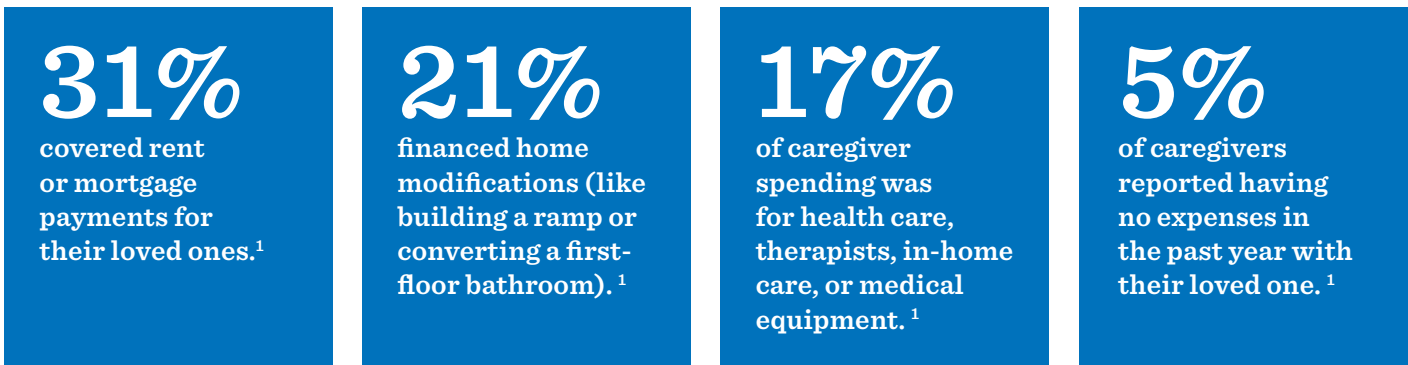 31%
covered rent
or mortgage
payments for
their loved ones.¹
21%
financed home
modifications (like
building a ramp or
converting a first-
floor bathroom). ¹
17%
of caregiver
spending was
for health care,
therapists, in-home
care, or medical
equipment. ¹
5%
of caregivers
reported having
no expenses in
the past year with
their loved one. ¹